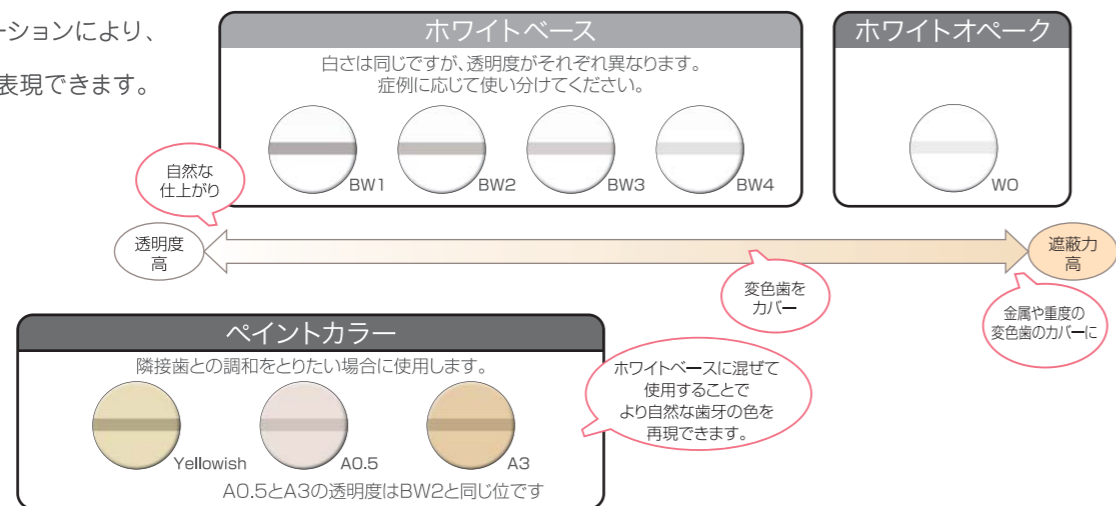 ーションにより、
表現できます。
ホワイトベース
白さは同じですが、透明度がそれぞれ異なります。
症例に応じて使い分けてください。
BW1
BW2
BW3
BW4
ホワイトオペーク
WO
自然な
仕上がり
透明度
高
遮蔽力
高
変色歯を
カバー
金属や重度の
変色歯のカバーに
ペイントカラー
隣接歯との調和をとりたい場合に使用します。
Yellowish
A0.5
A3
A0.5とA3の透明度はBW2と同じ位です
ホワイトベースに混ぜて
使用することで
より自然な歯牙の色を
再現できます。